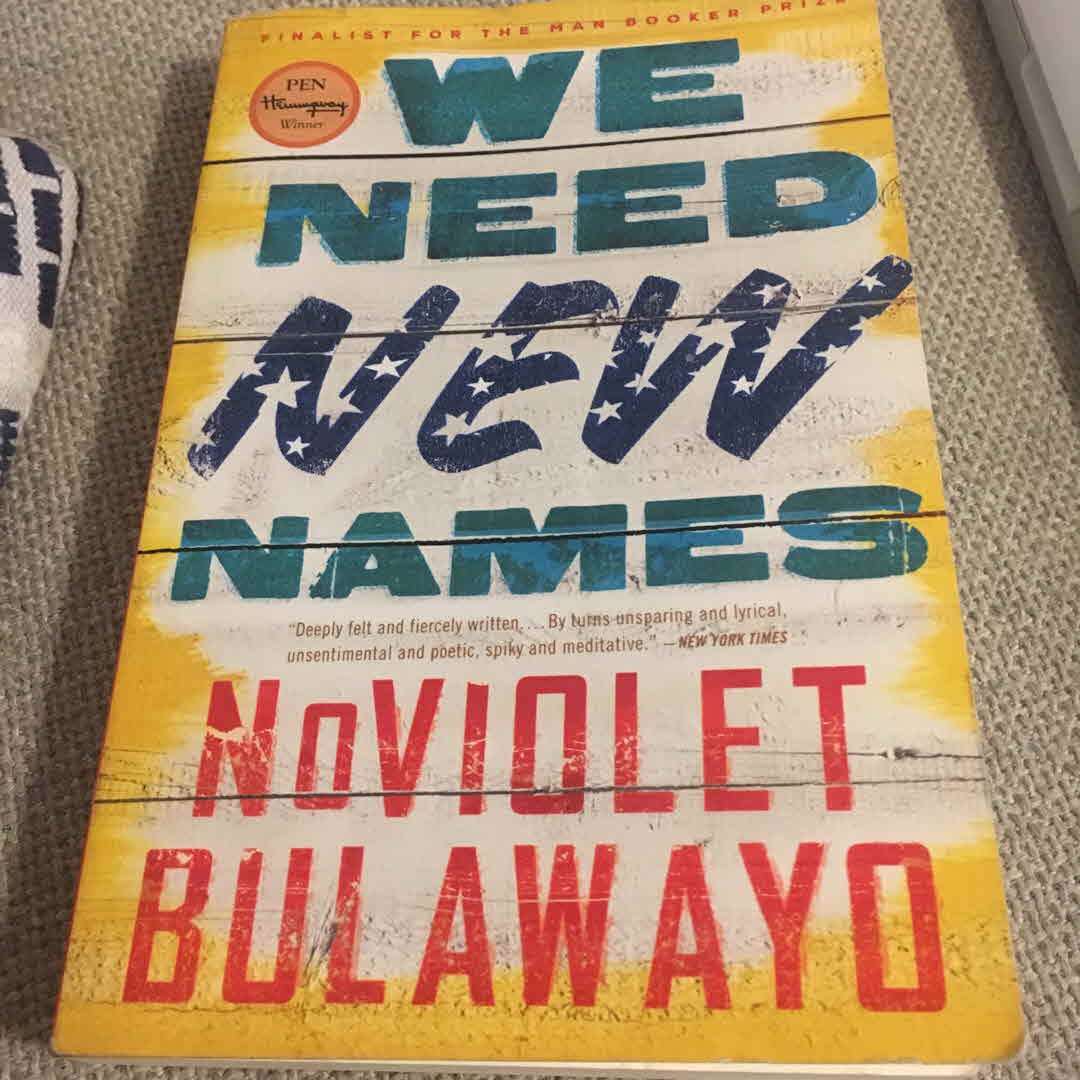 FINALIST FOR THE MAN BOOKER PRIZE
PEN
Hemingway
Winner
WE
NEED
NEW
NAMES
"Deeply felt and fiercely written.... By turns unsparing and lyrical,
unsentimental and poetic, spiky and meditative." —NEW YORK TIMES
NOVIOLET
BULAWAYO